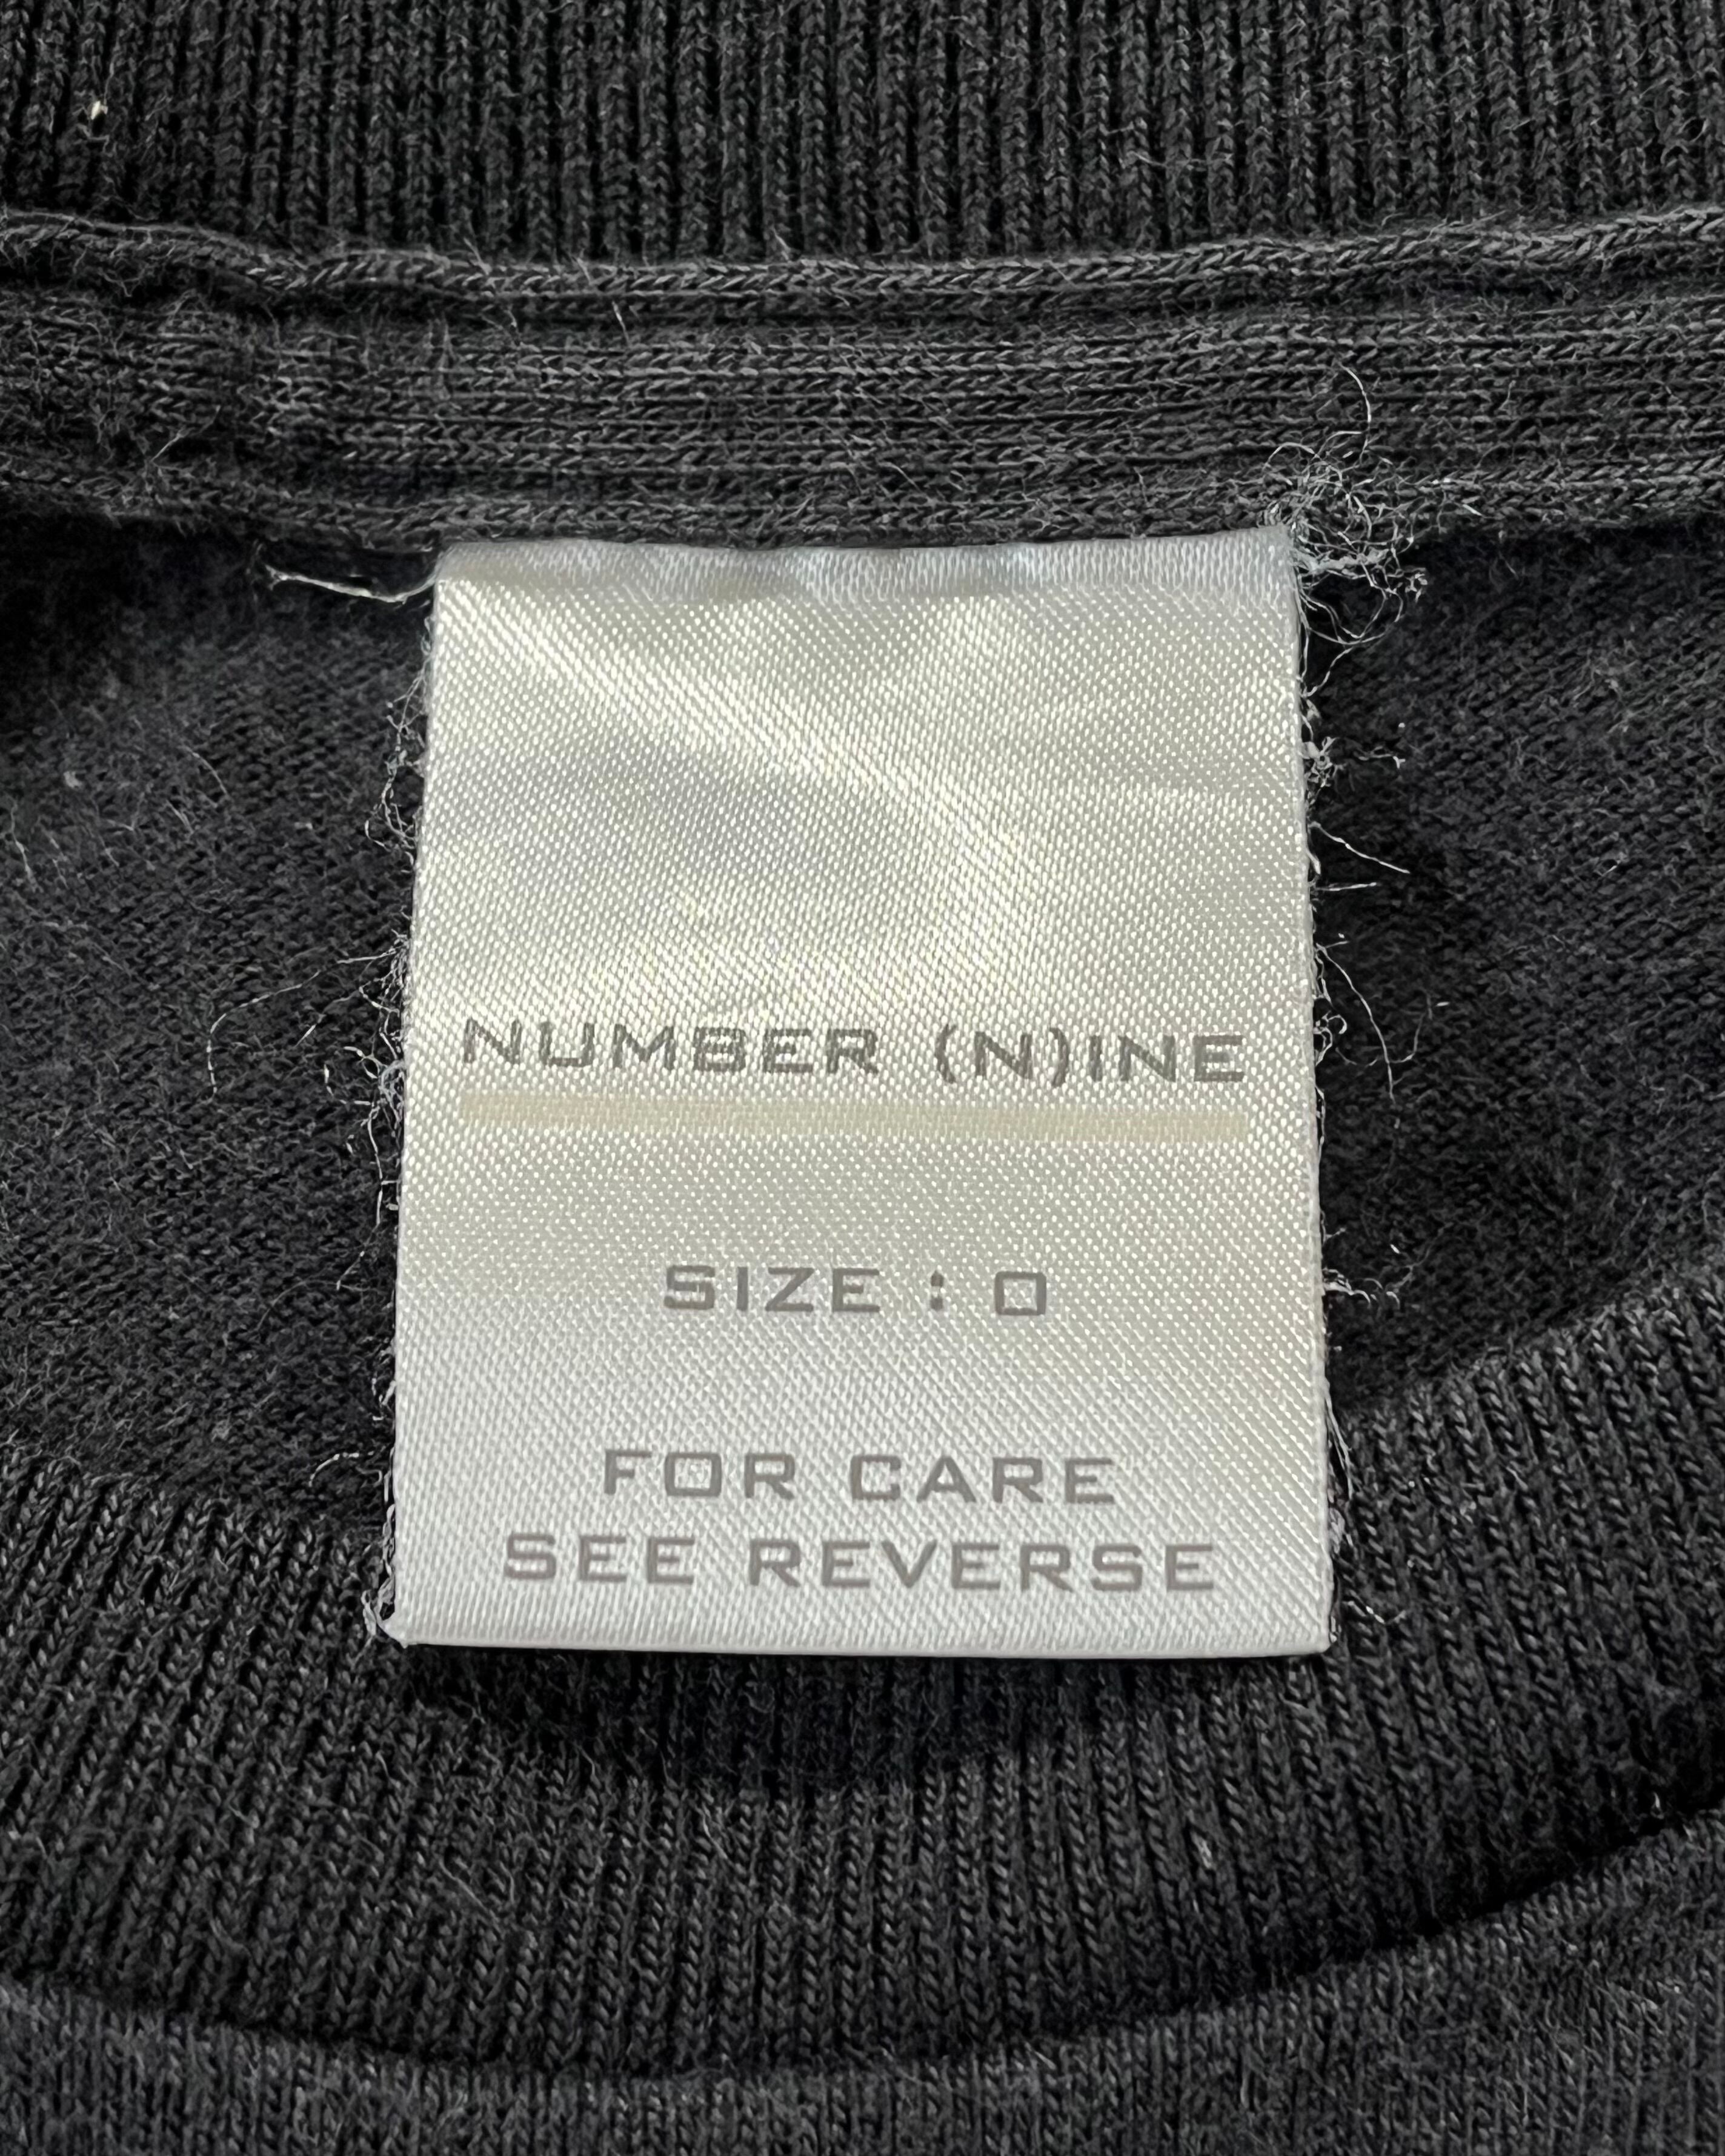 NUMBER (N)INE
SIZE : 0
FOR CARE
SEE REVERSE